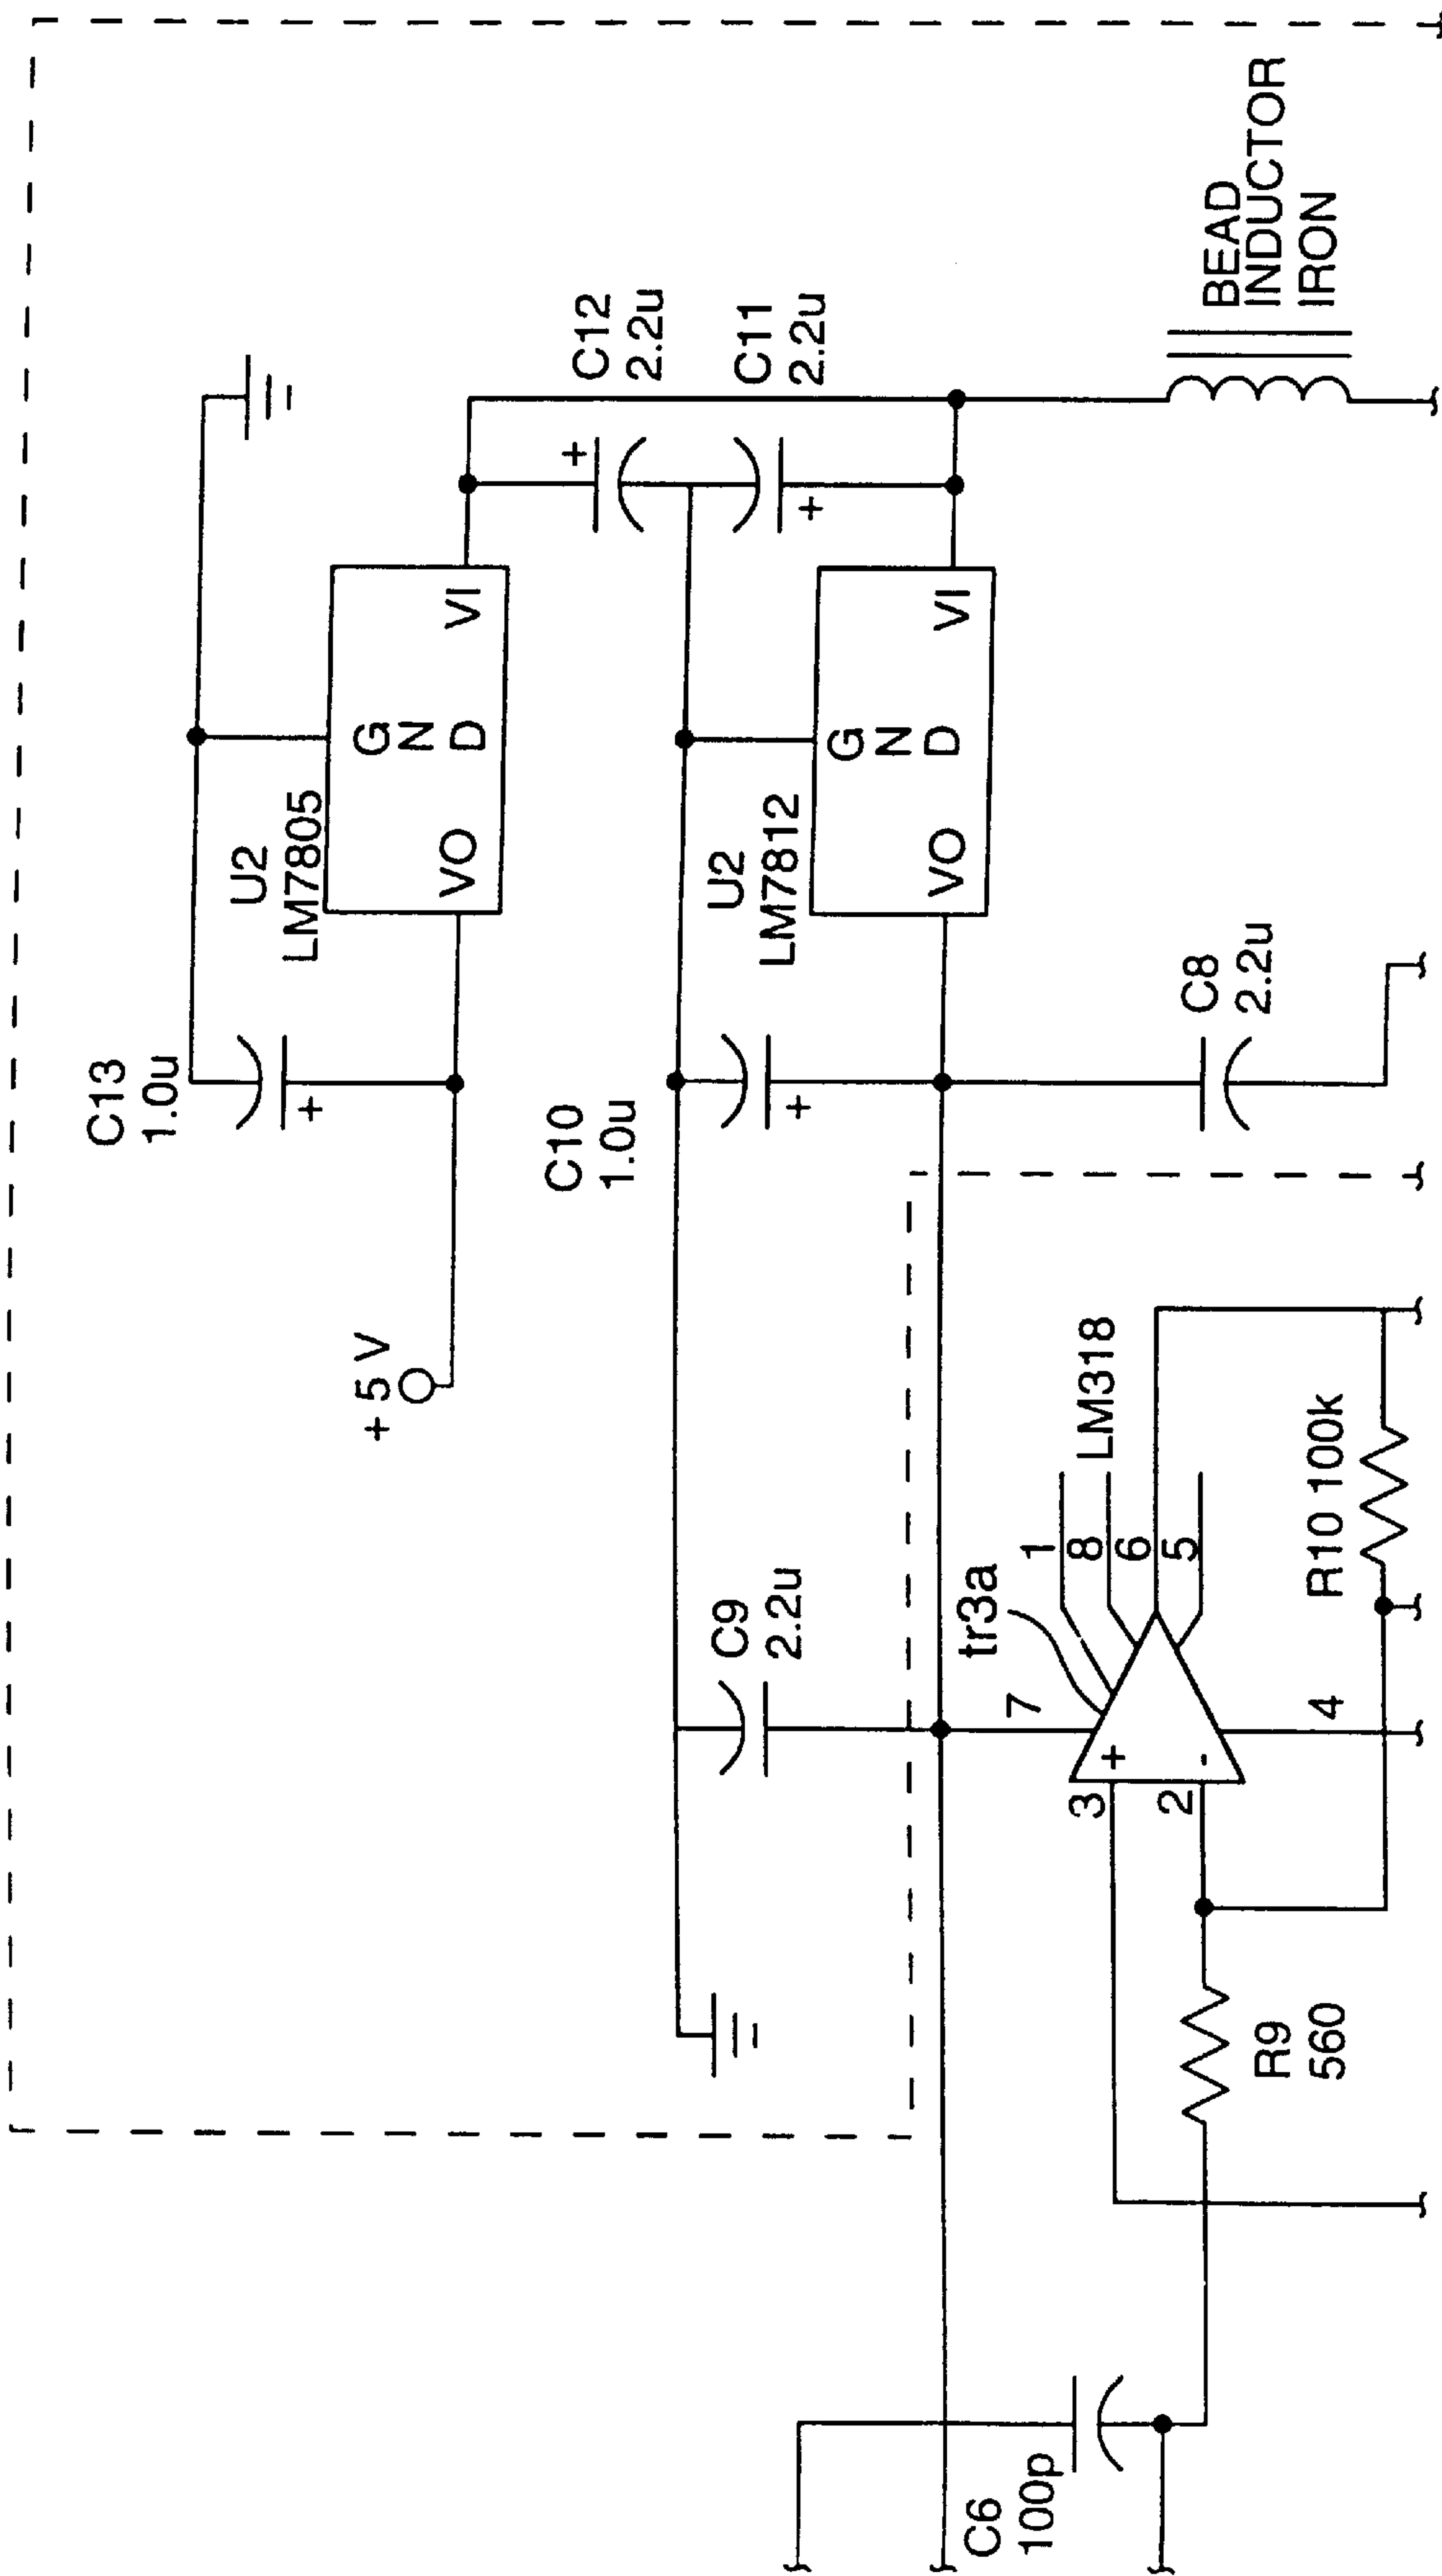 C13
1.0u
U2
LM7805
G
N
D
VO
VI
+
+ 5 V
C12
2.2u
+
C11
2.2u
+
C10
1.0u
+
U2
LM7812
G
N
D
VO
VI
BEAD
INDUCTOR
IRON
C9
2.2u
C8
2.2u
tr3a
LM318
7
1
8
6
5
3
+
2
-
4
R10 100k
R9
560
C6
100p